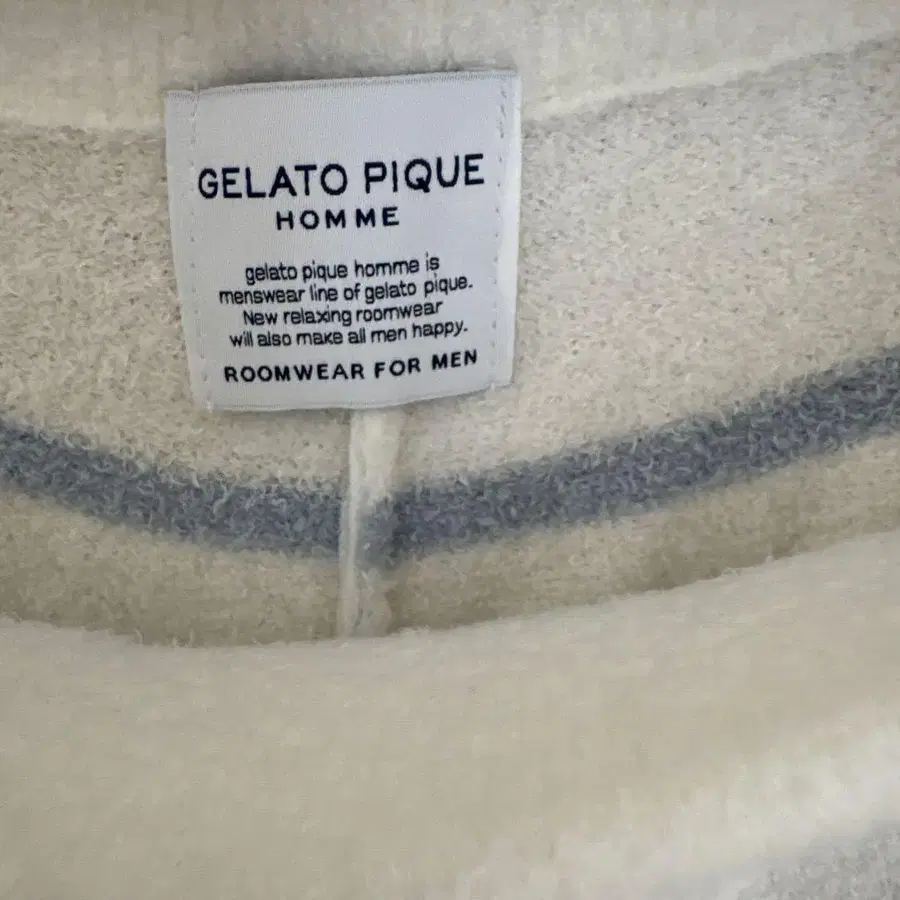 GELATO PIQUE
HOMME
gelato pique homme is
menswear line of gelato pique.
New relaxing roomwear
will also make all men happy.
ROOMWEAR FOR MEN